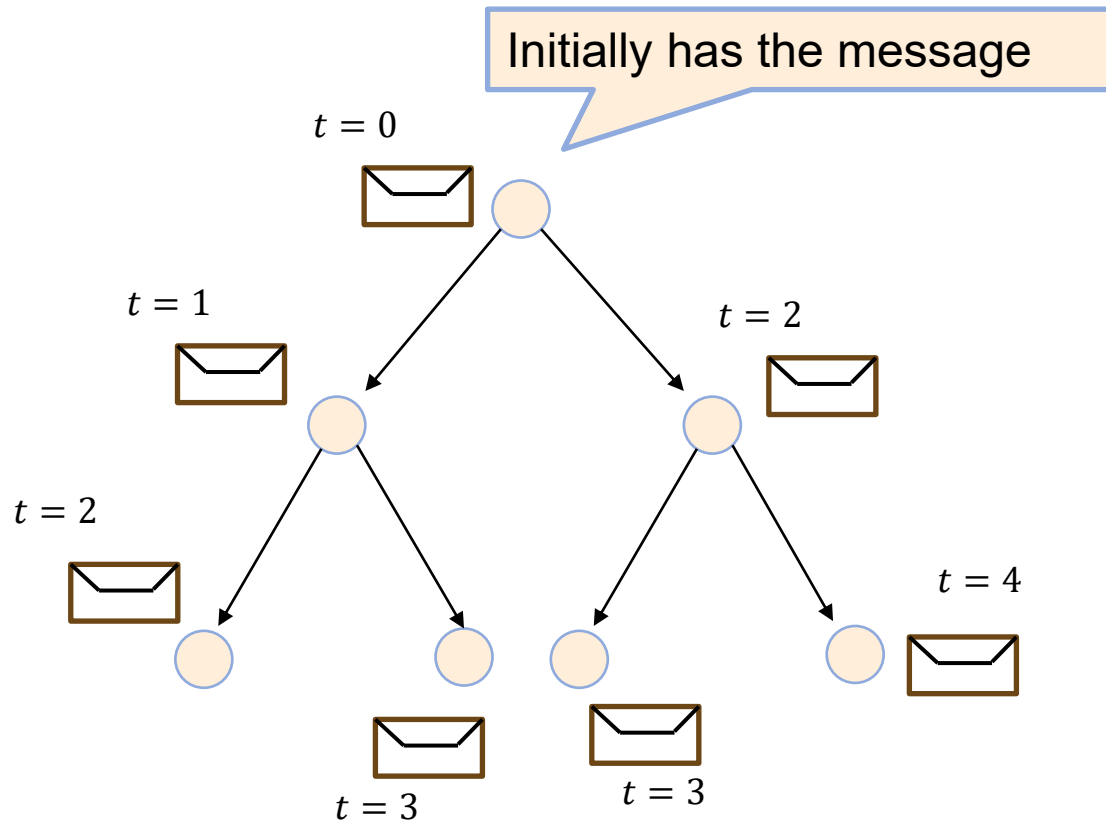 Initially has the message
t = 0
t = 1
t = 2
t = 2
t = 4
t = 3
t = 3